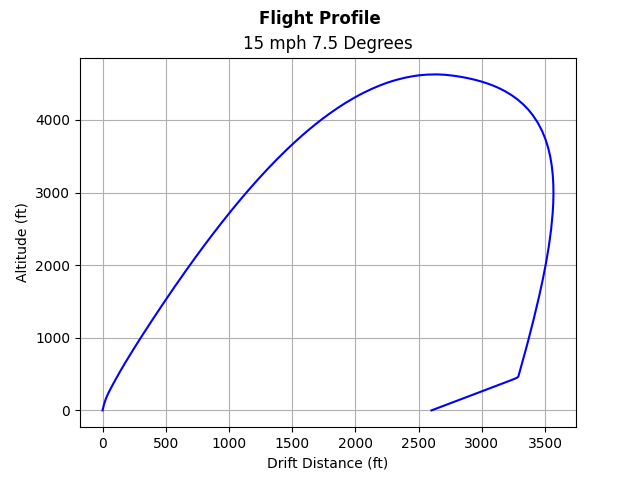 Flight Profile
15 mph 7.5 Degrees
Altitude (ft)
4000
3000
2000
1000
0
0 500 1000 1500 2000 2500 3000 3500
Drift Distance (ft)